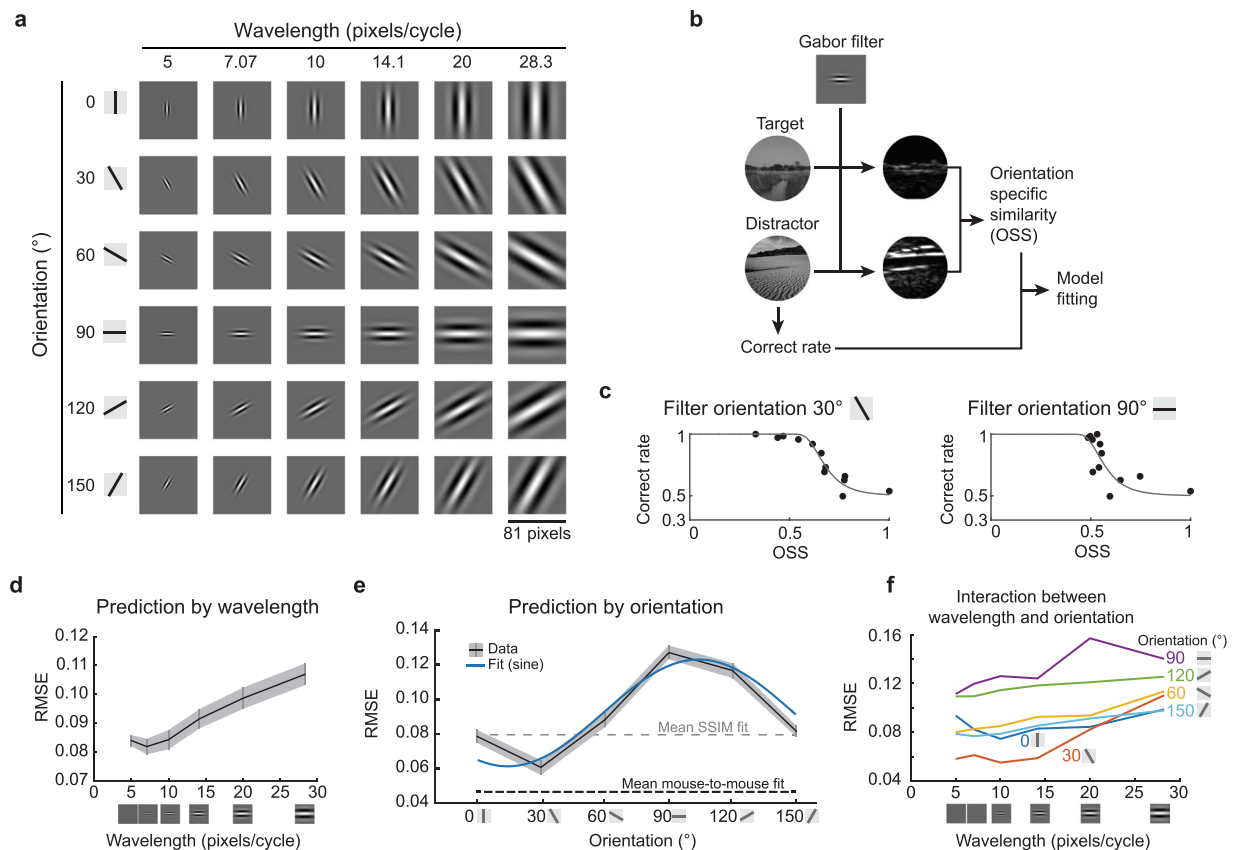 a
Wavelength (pixels/cycle)
5 7.07 10 14.1 20 28.3
Orientation (°)
0
30
60
90
120
150
81 pixels
b
Gabor filter
Target
Distractor
Correct rate
Orientation
specific
similarity
(OSS)
Model
fitting
c
Filter orientation 30°
Correct rate
1
0.5
0.3
0 0.5 1
OSS
Filter orientation 90°
Correct rate
1
0.5
0.3
0 0.5 1
OSS
d
Prediction by wavelength
RMSE
0.12
0.11
0.10
0.09
0.08
0.07
0 5 10 15 20 25 30
Wavelength (pixels/cycle)
e
Prediction by orientation
RMSE
0.14
0.12
0.10
0.08
0.06
0.04
Data
Fit (sine)
Mean SSIM fit
Mean mouse-to-mouse fit
0 30° 60° 90° 120° 150°
Orientation (°)
f
Interaction between
wavelength and orientation
RMSE
0.16
0.12
0.08
0.04
Orientation (°)
90
120
60
150
0
30
0 5 10 15 20 25 30
Wavelength (pixels/cycle)